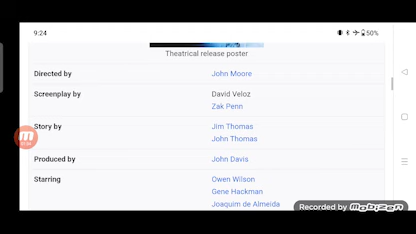 9:24
50%
Theatrical release poster
Directed by John Moore
Screenplay by David Veloz
Zak Penn
Story by Jim Thomas
John Thomas
Produced by John Davis
Starring Owen Wilson
Gene Hackman
Joaquim de Almeida
Recorded by Mobizen